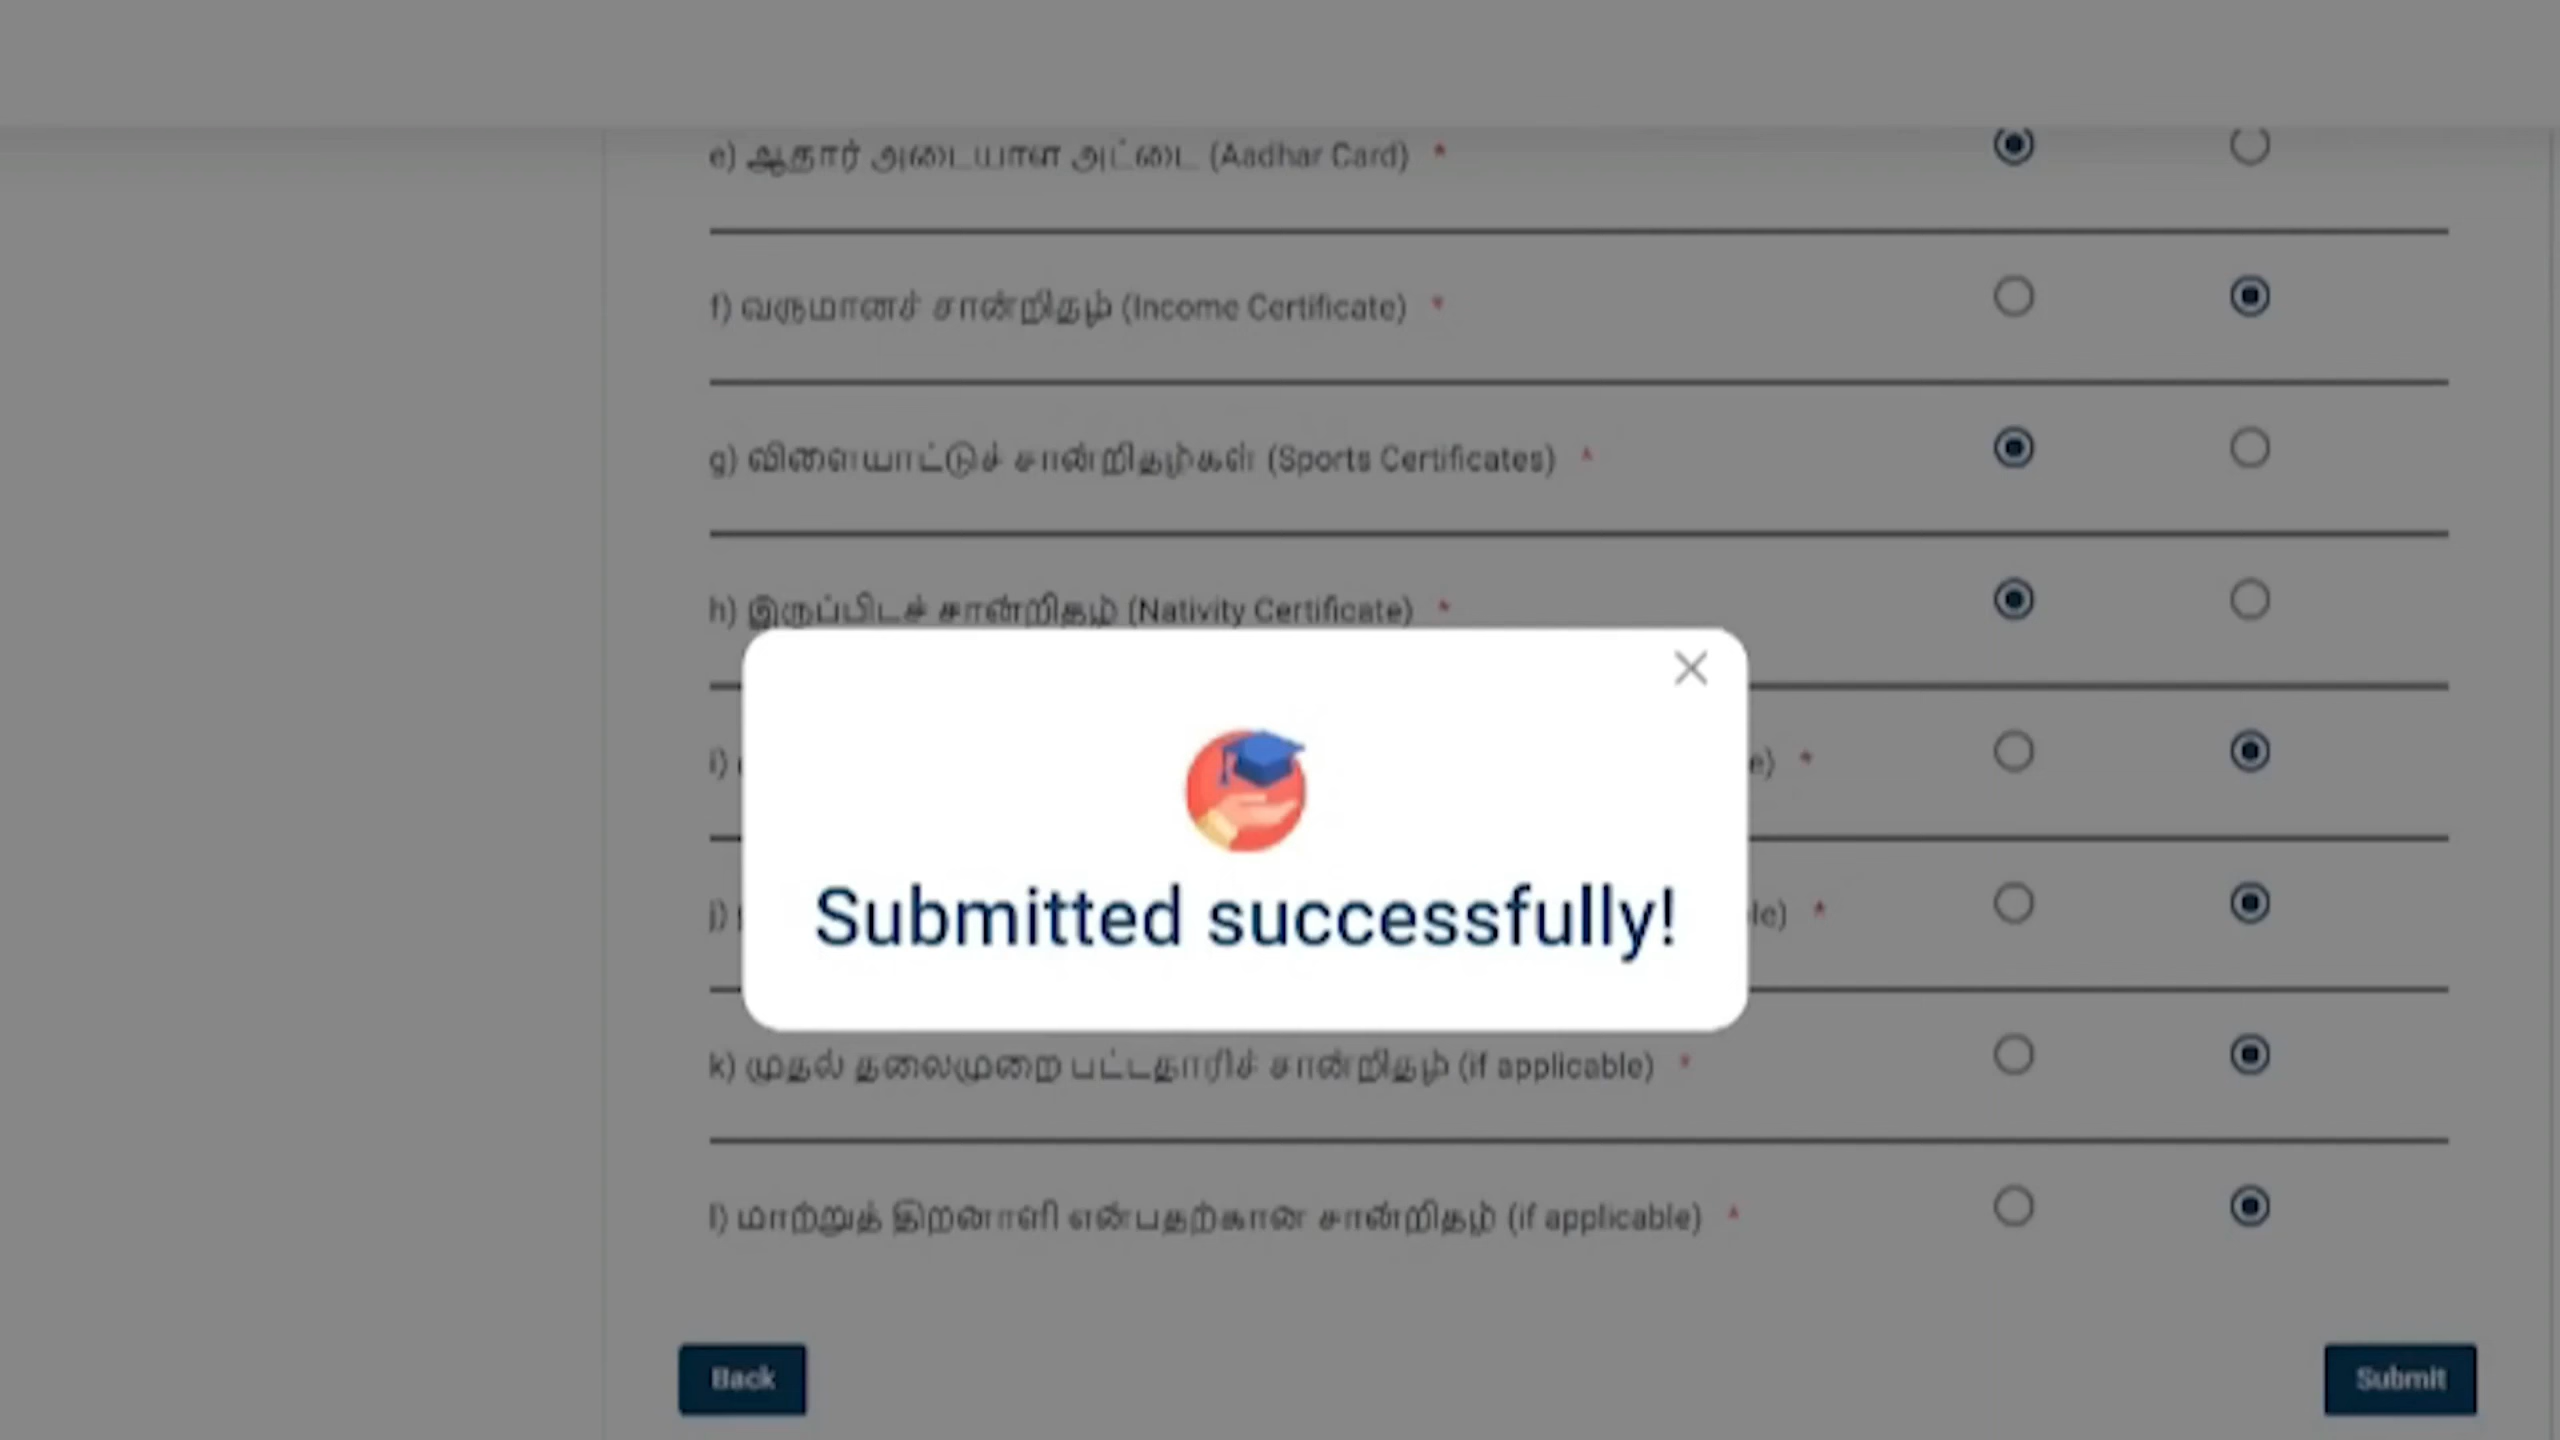 e) ஆதார் அடையாள அட்டை (Aadhar Card) *
f) வருமானச் சான்றிதழ் (Income Certificate) *
g) விளையாட்டுச் சான்றிதழ்கள் (Sports Certificates) *
h) இருப்பிடச் சான்றிதழ் (Nativity Certificate) *
i) e) *
Submitted successfully!
j) le) *
k) முதல் தலைமுறை பட்டதாரிச் சான்றிதழ் (if applicable) *
l) மாற்றுத் திறனாளி என்பதற்கான சான்றிதழ் (if applicable) *
Back
Submit